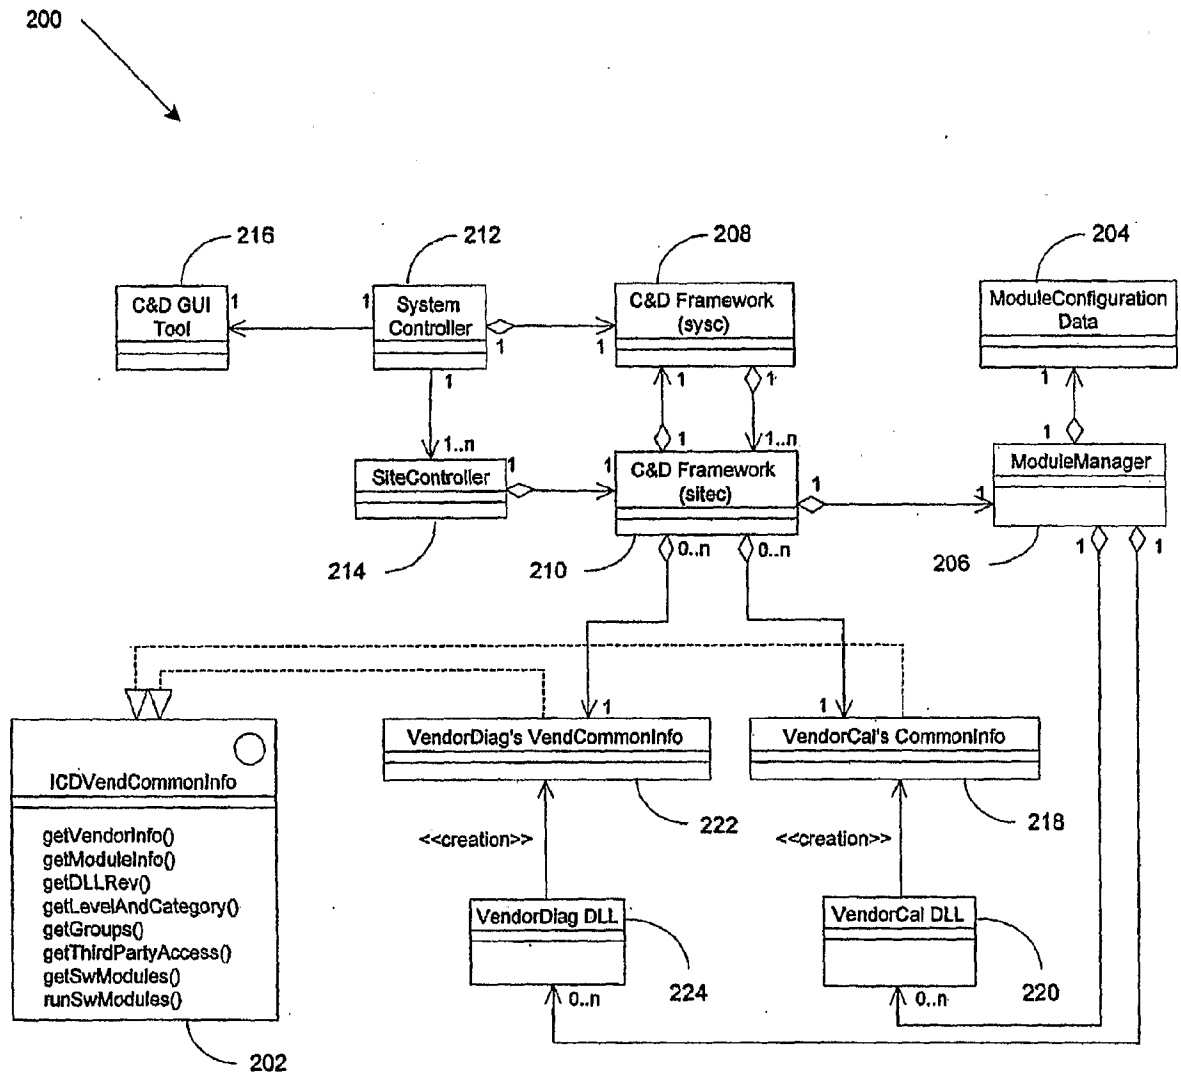 200
216
212
208
204
C&D GUI
Tool
1
1
System
Controller
1
1
C&D Framework
(sysc)
ModuleConfiguration
Data
1
1..n
1
1
1
1..n
1
1
SiteController
1
1
C&D Framework
(sitec)
1
1
ModuleManager
214
210
0..n
0..n
206
1
1
1
1
VendorDiag's VendCommonInfo
VendorCal's CommonInfo
222
218
<<creation>>
<<creation>>
ICDVendCommonInfo
getVendorInfo()
getModuleInfo()
getDLLRev()
getLevelAndCategory()
getGroups()
getThirdPartyAccess()
getSwModules()
runSwModules()
VendorDiag DLL
VendorCal DLL
224
220
0..n
0..n
202